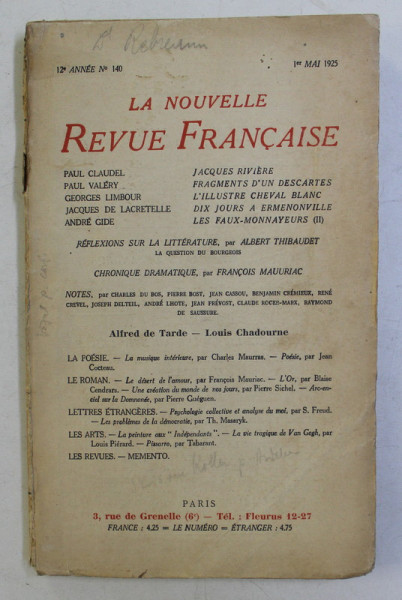 12e ANNÉE No 140 1er MAI 1925
LA NOUVELLE
REVUE FRANÇAISE
PAUL CLAUDEL JACQUES RIVIÈRE
PAUL VALÉRY FRAGMENTS D'UN DESCARTES
GEORGES LIMBOUR L'ILLUSTRE CHEVAL BLANC
JACQUES DE LACRETELLE DIX JOURS A ERMENONVILLE
ANDRÉ GIDE LES FAUX-MONNAYEURS (II)
RÉFLEXIONS SUR LA LITTÉRATURE, par ALBERT THIBAUDET
LA QUESTION DU BOURGEOIS
CHRONIQUE DRAMATIQUE, par FRANÇOIS MAUURIAC
NOTES, par CHARLES DU BOS, PIERRE BOST, JEAN CASSOU, BENJAMIN CRÉMIEUX, RENÉ
CREVEL, JOSEPH DELTEIL, ANDRÉ LHOTE, JEAN PRÉVOST, CLAUDE ROGER-MARX, RAYMOND
DE SAUSSURE.
Alfred de Tarde — Louis Chadourne
LA POÉSIE. — La musique intérieure, par Charles Maurras. — Poésie, par Jean
Cocteau.
LE ROMAN. — Le désert de l'amour, par François Mauriac. — L'Or, par Blaise
Cendrars. — Une création du monde de nos jours, par Pierre Sichel. — Arc-en-
ciel sur la Domnonée, par Pierre Guéguen.
LETTRES ÉTRANGÈRES. — Psychologie collective et analyse du moi, par S. Freud.
— Les problèmes de la démocratie, par Th. Masaryk.
LES ARTS. — La peinture aux "Indépendants". — La vie tragique de Van Gogh, par
Louis Piérard. — Pissarro, par Tabarant.
LES REVUES. — MEMENTO.
PARIS
3, rue de Grenelle (6e) — Tél. : Fleurus 12-27
FRANCE : 4,25 = LE NUMÉRO = ÉTRANGER : 4,75